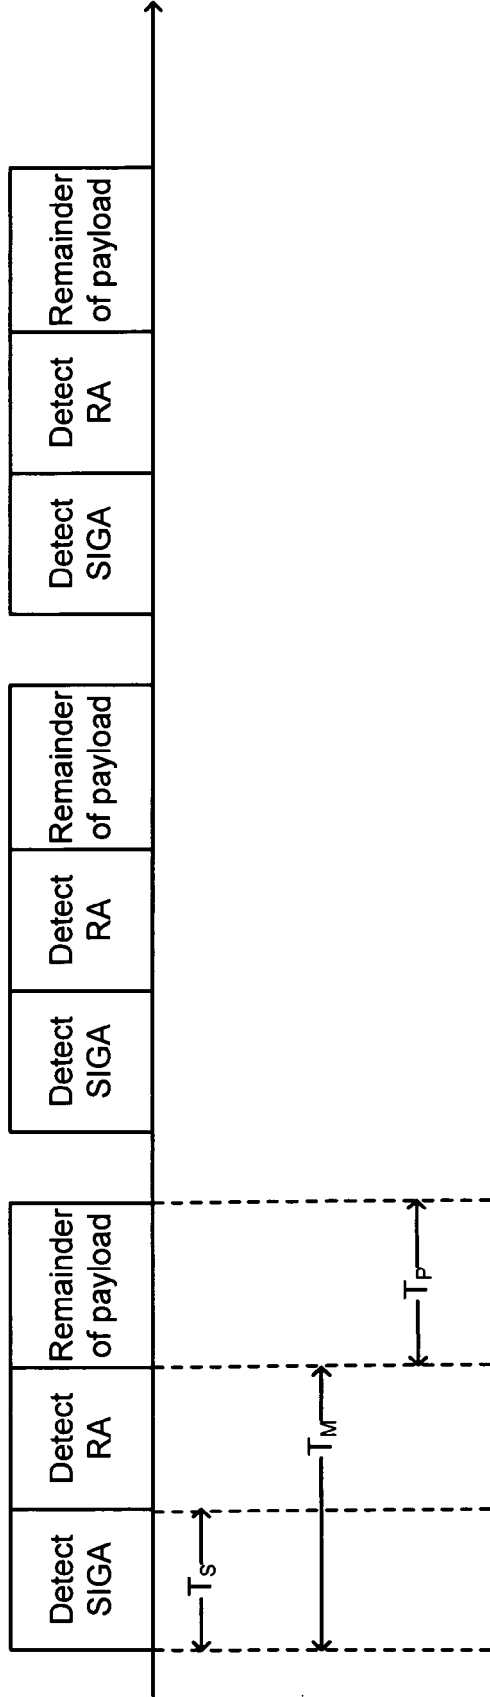 Detect
SIGA
Detect
RA
Remainder
of payload
Detect
SIGA
Detect
RA
Remainder
of payload
Detect
SIGA
Detect
RA
Remainder
of payload
T_S
T_M
T_P